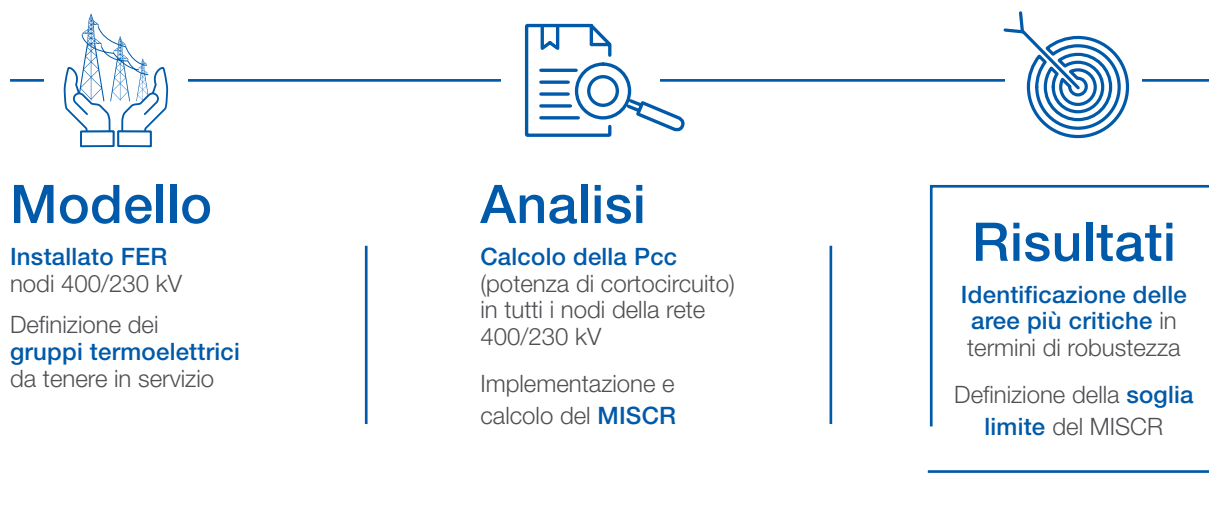 Modello
Installato FER
nodi 400/230 kV
Definizione dei
gruppi termoelettrici
da tenere in servizio
Analisi
Calcolo della Pcc
(potenza di cortocircuito)
in tutti i nodi della rete
400/230 kV
Implementazione e
calcolo del MISCR
Risultati
Identificazione delle
aree più critiche in
termini di robustezza
Definizione della soglia
limite del MISCR